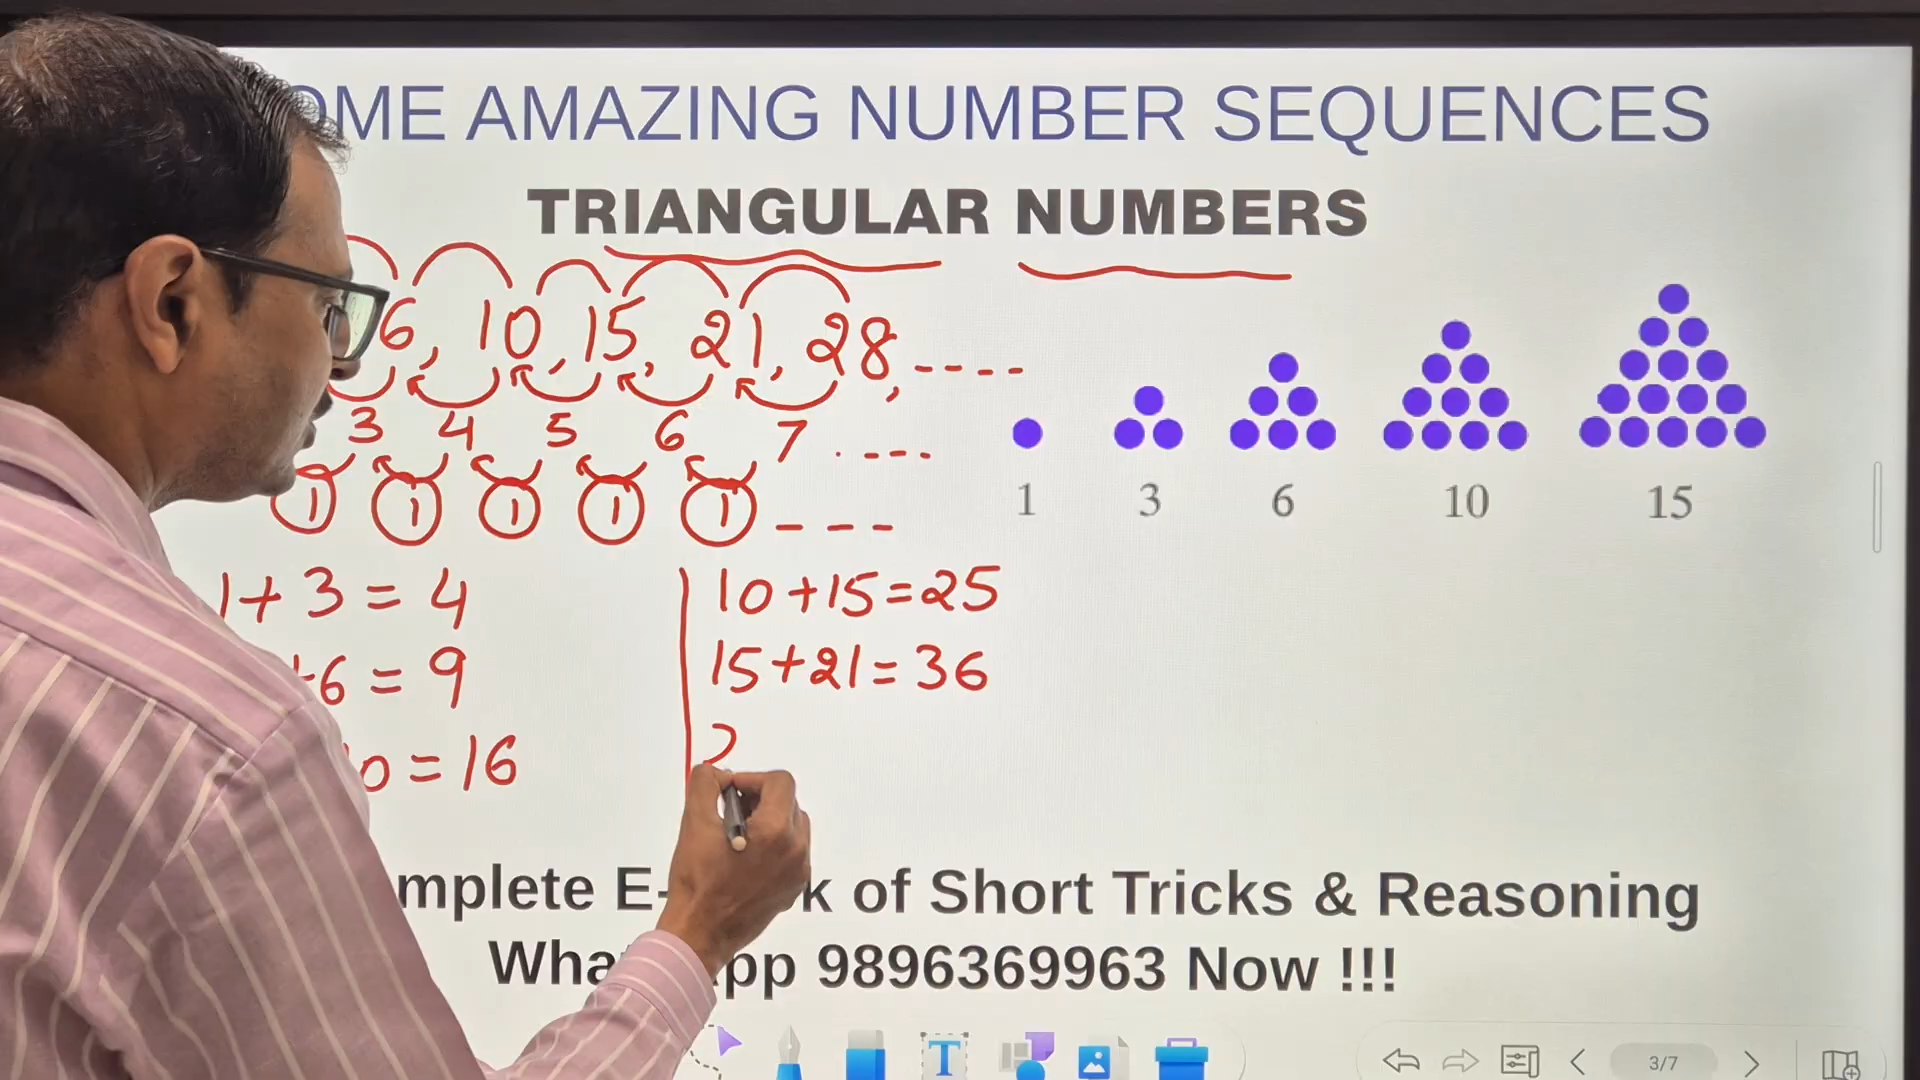 OME AMAZING NUMBER SEQUENCES
TRIANGULAR NUMBERS
6, 10, 15, 21, 28, ----
3 4 5 6 7 . ---
1 1 1 1 1 ---
1 3 6 10 15
1+3=4
+6=9
0=16
10+15=25
15+21=36
2
mplete E- k of Short Tricks & Reasoning
Wha pp 9896369963 Now !!!
T
3/7